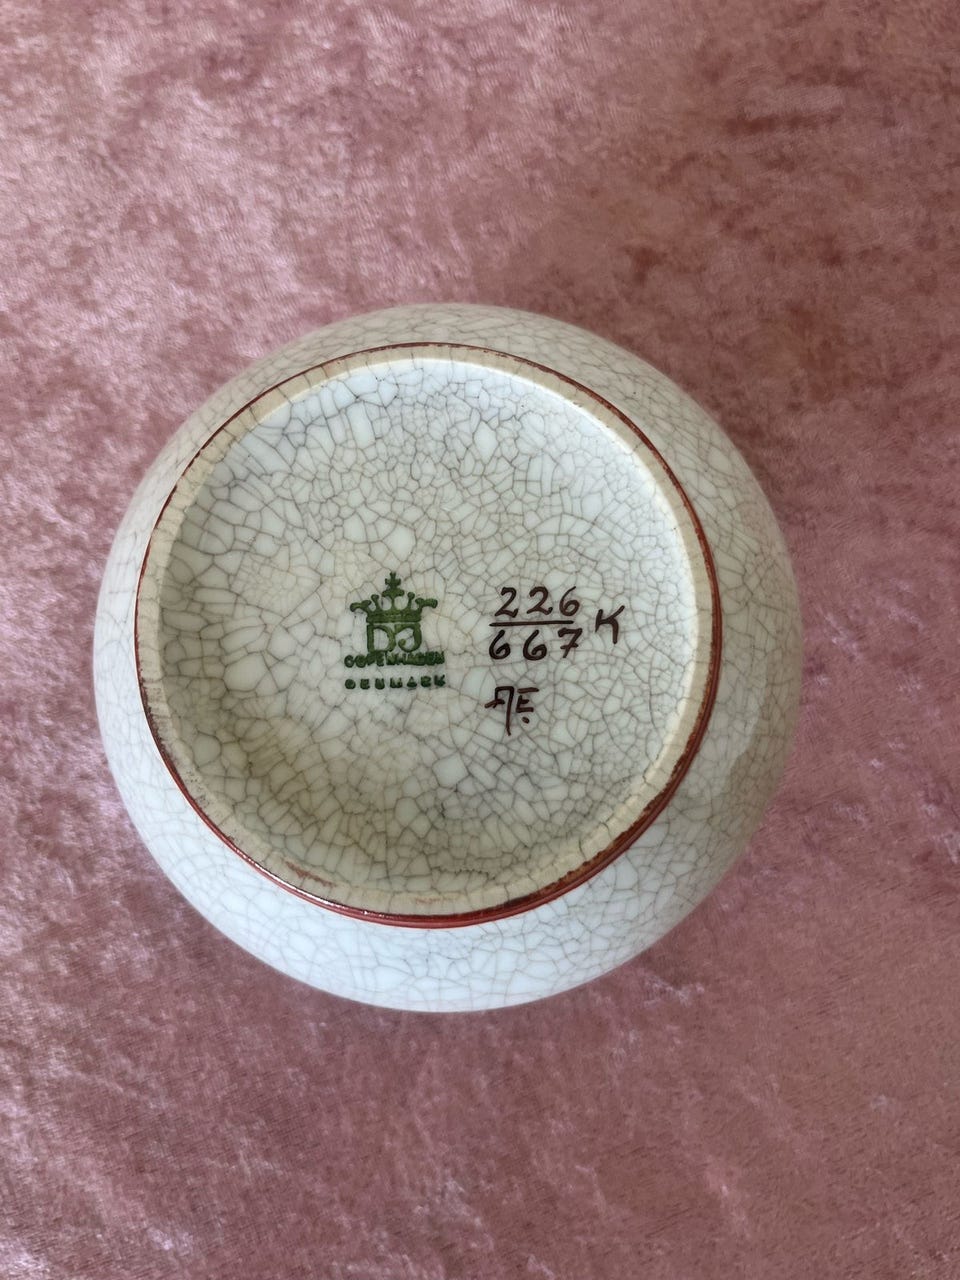 DJ
COPENHAGEN
DENMARK
226
667 K